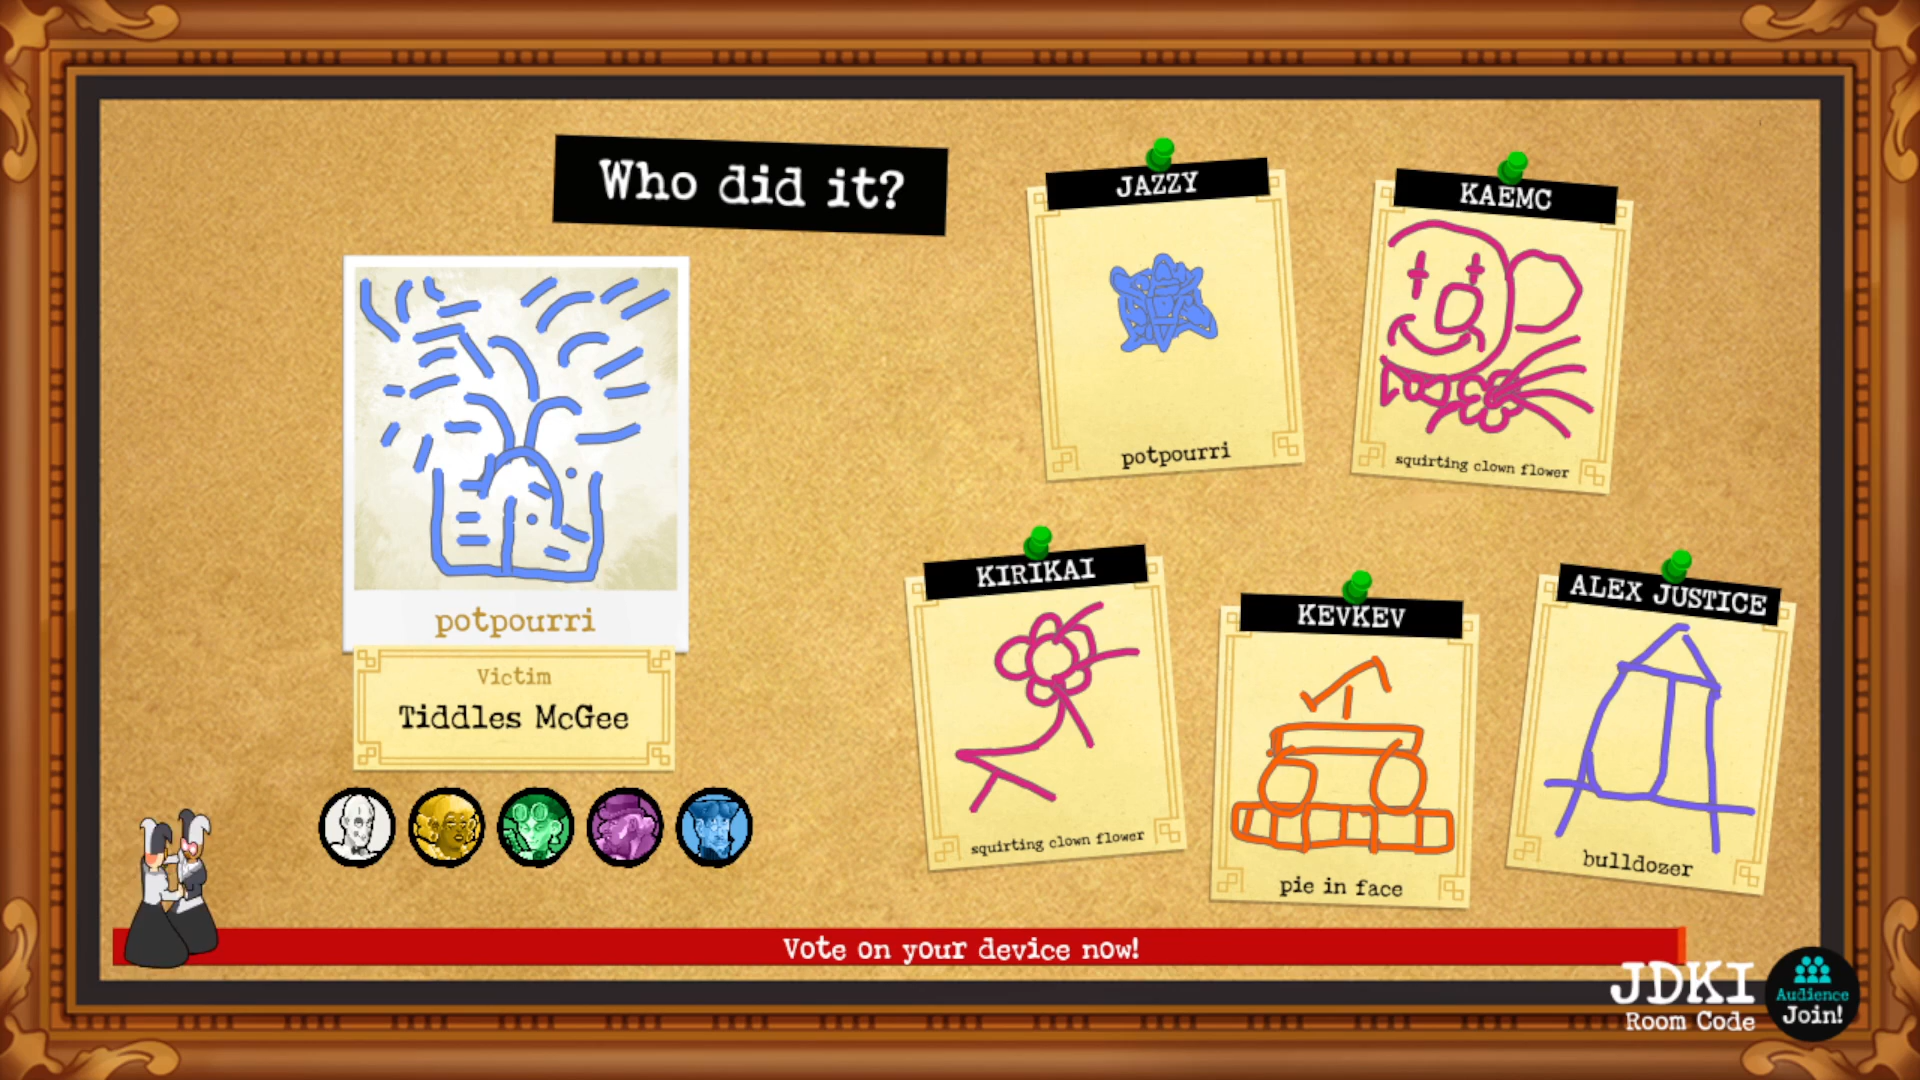 Who did it?
potpourri
Victim
Tiddles McGee
JAZZY
potpourri
KAEMC
squirting clown flower
KIRIKAI
squirting clown flower
KEVKEV
pie in face
ALEX JUSTICE
bulldozer
Vote on your device now!
JDKI
Room Code
Audience
Join!